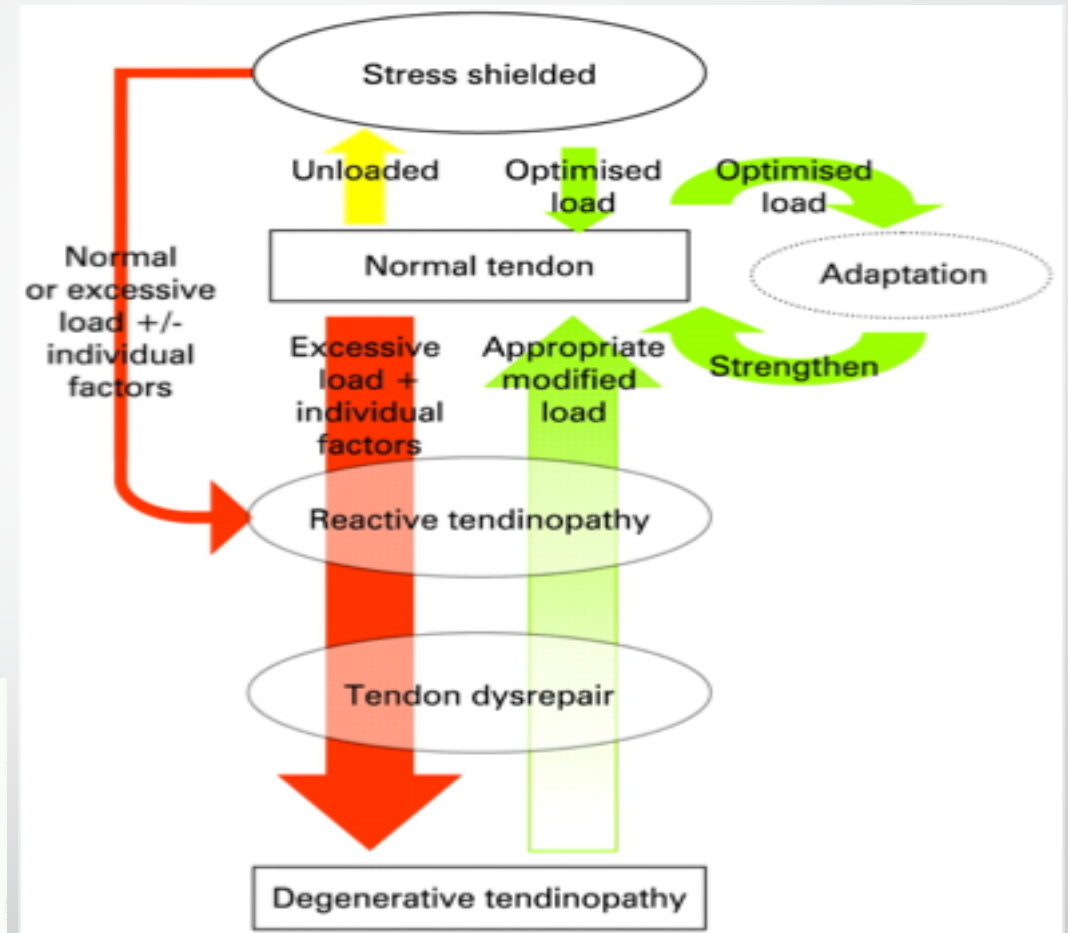 Stress shielded
Unloaded
Optimised
load
Optimised
load
Normal
or excessive
load +/-
individual
factors
Normal tendon
Adaptation
Excessive
load +
individual
factors
Appropriate
modified
load
Strengthen
Reactive tendinopathy
Tendon dysrepair
Degenerative tendinopathy